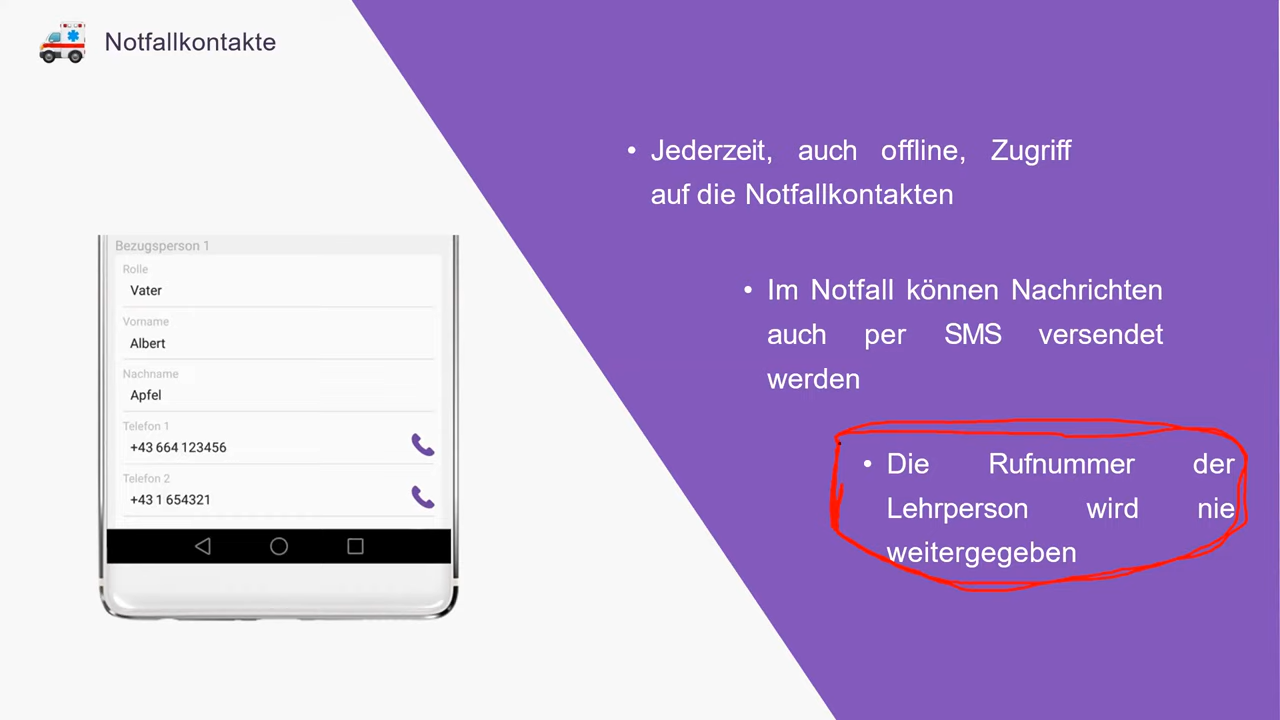 Notfallkontakte
Bezugsperson 1
Rolle
Vater
Vorname
Albert
Nachname
Apfel
Telefon 1
+43 664 123456
Telefon 2
+43 1 654321
• Jederzeit, auch offline, Zugriff
auf die Notfallkontakten
• Im Notfall können Nachrichten
auch per SMS versendet
werden
• Die Rufnummer der
Lehrperson wird nie
weitergegeben